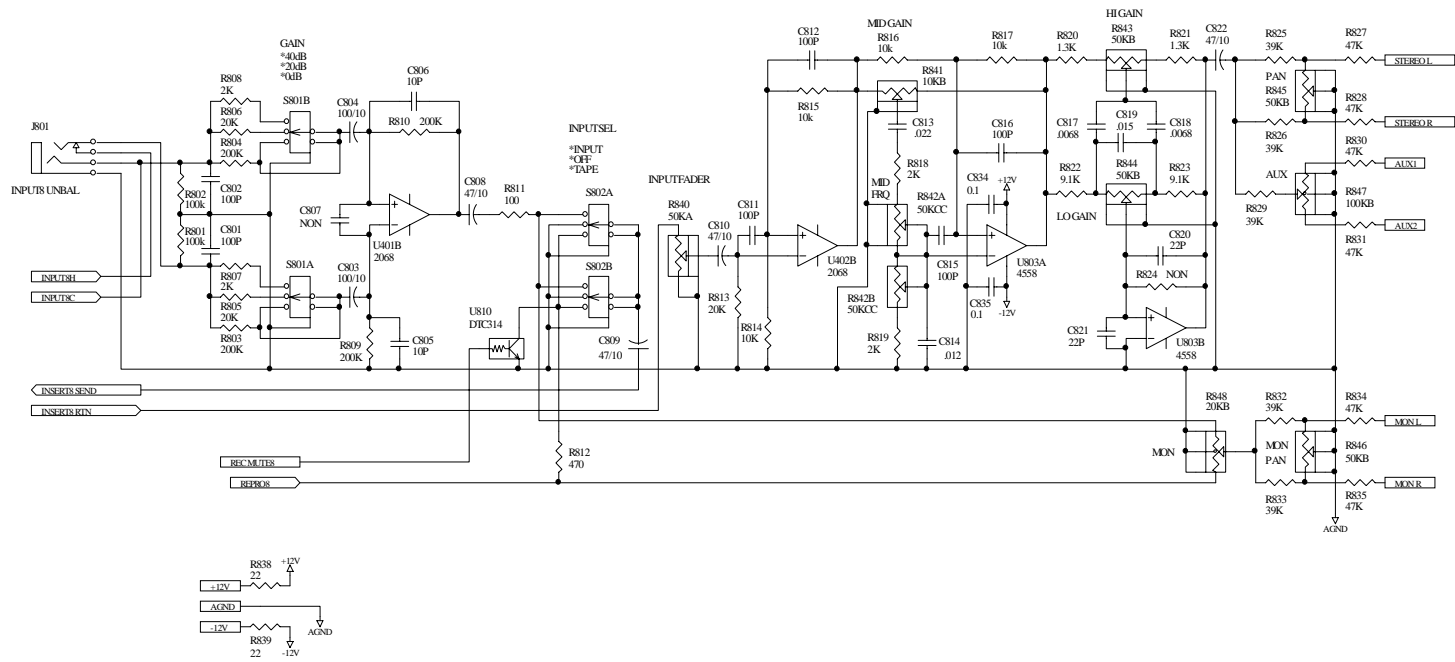 GAIN
*40dB
*20dB
*0dB
R808
2K
R806
20K
R804
200K
S801B
C804
100/10
C806
10P
R810 200K
J801
INPUT8 UNBAL
R802
100k
C802
100P
R801
100k
C801
100P
C807
NON
U401B
2068
C808
47/10
R811
100
INPUTSEL
*INPUT
*OFF
*TAPE
S802A
S802B
INPUT8H
INPUT8C
R807
2K
R805
20K
R803
200K
S801A
C803
100/10
R809
200K
C805
10P
U810
DTC314
C809
47/10
INPUTFADER
R840
50KA
C810
47/10
C811
100P
R813
20K
R814
10K
C812
100P
MID GAIN
R816
10k
R815
10k
R841
10KB
C813
.022
R818
2K
U402B
2068
MID
FRQ
R842A
50KCC
R842B
50KCC
R819
2K
C814
.012
C815
100P
R817
10k
C816
100P
C834
0.1
+12V
U803A
4558
C835
0.1
-12V
R820
1.3K
HI GAIN
R843
50KB
R821
1.3K
C817
.0068
C819
.015
C818
.0068
R822
9.1K
R844
50KB
R823
9.1K
LO GAIN
C820
22P
R824 NON
C821
22P
U803B
4558
C822
47/10
R825
39K
R827
47K
STEREO L
PAN
R845
50KB
R828
47K
STEREO R
R826
39K
R830
47K
AUX1
AUX
R829
39K
R847
100KB
AUX2
R831
47K
INSERT8 SEND
INSERT8 RTN
REC MUTE8
REPRO8
R812
470
R848
20KB
MON
R832
39K
R834
47K
MON L
MON
PAN
R846
50KB
R833
39K
R835
47K
MON R
AGND
R838
22
+12V
+12V
AGND
AGND
-12V
R839
22
-12V